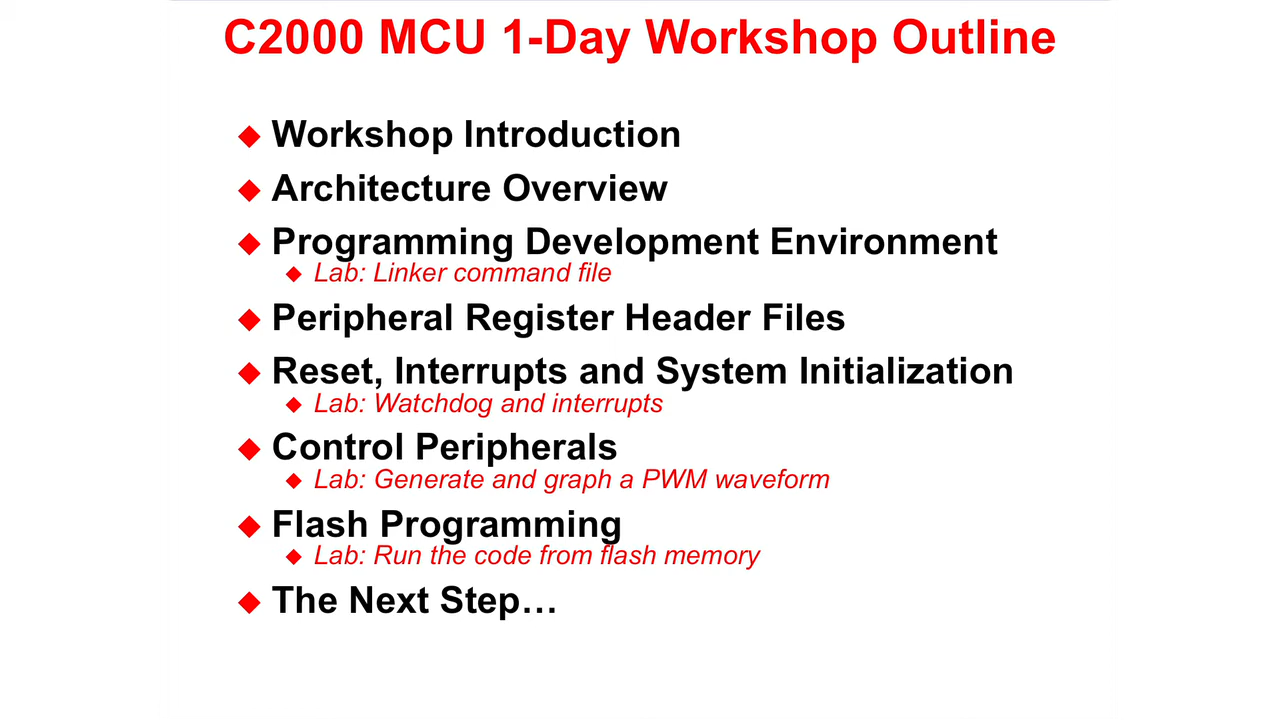 C2000 MCU 1-Day Workshop Outline
Workshop Introduction
Architecture Overview
Programming Development Environment
Lab: Linker command file
Peripheral Register Header Files
Reset, Interrupts and System Initialization
Lab: Watchdog and interrupts
Control Peripherals
Lab: Generate and graph a PWM waveform
Flash Programming
Lab: Run the code from flash memory
The Next Step…